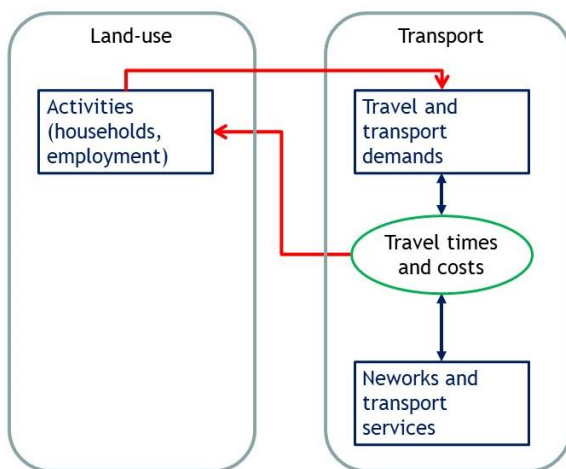 Land-use
Transport
Activities
(households,
employment)
Travel and
transport
demands
Travel times
and costs
Neworks and
transport
services